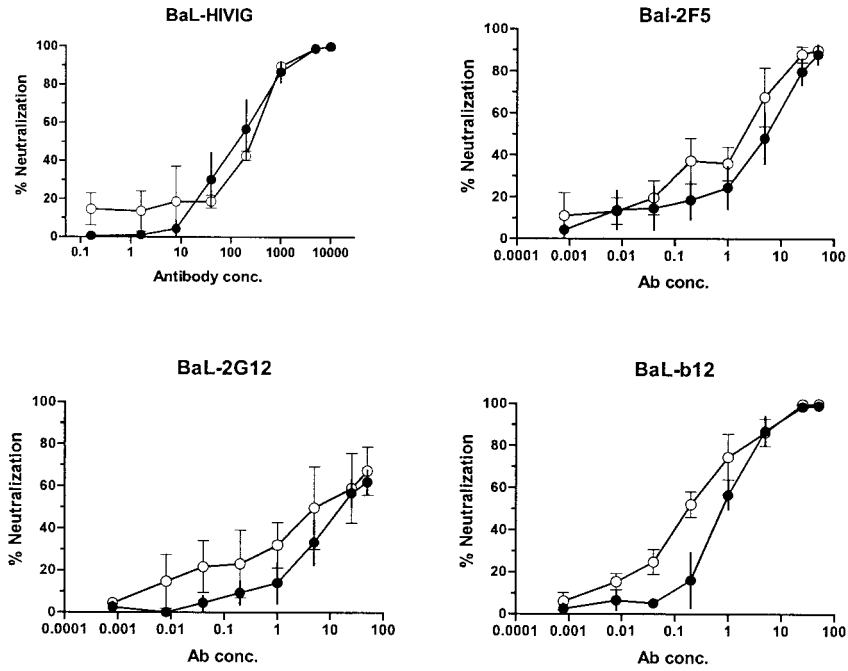 BaL-HIVIG
100
80
60
40
20
0
% Neutralization
0.1 1 10 100 1000 10000
Antibody conc.
Bal-2F5
100
80
60
40
20
0
% Neutralization
0.0001 0.001 0.01 0.1 1 10 100
Ab conc.
BaL-2G12
100
80
60
40
20
0
% Neutralization
0.0001 0.001 0.01 0.1 1 10 100
Ab conc.
BaL-b12
100
80
60
40
20
0
% Neutralization
0.0001 0.001 0.01 0.1 1 10 100
Ab conc.